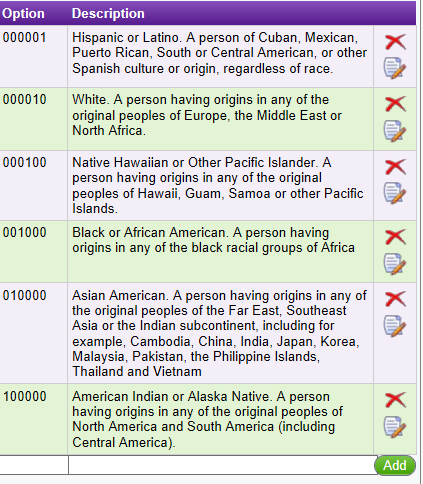 Option Description
000001 Hispanic or Latino. A person of Cuban, Mexican,
Puerto Rican, South or Central American, or other
Spanish culture or origin, regardless of race.
000010 White. A person having origins in any of the
original peoples of Europe, the Middle East or
North Africa.
000100 Native Hawaiian or Other Pacific Islander. A
person having origins in any of the original
peoples of Hawaii, Guam, Samoa or other Pacific
Islands.
001000 Black or African American. A person having
origins in any of the black racial groups of Africa
010000 Asian American. A person having origins in any of
the original peoples of the Far East, Southeast
Asia or the Indian subcontinent, including for
example, Cambodia, China, India, Japan, Korea,
Malaysia, Pakistan, the Philippine Islands,
Thailand and Vietnam
100000 American Indian or Alaska Native. A person
having origins in any of the original peoples of
North America and South America (including
Central America).
Add